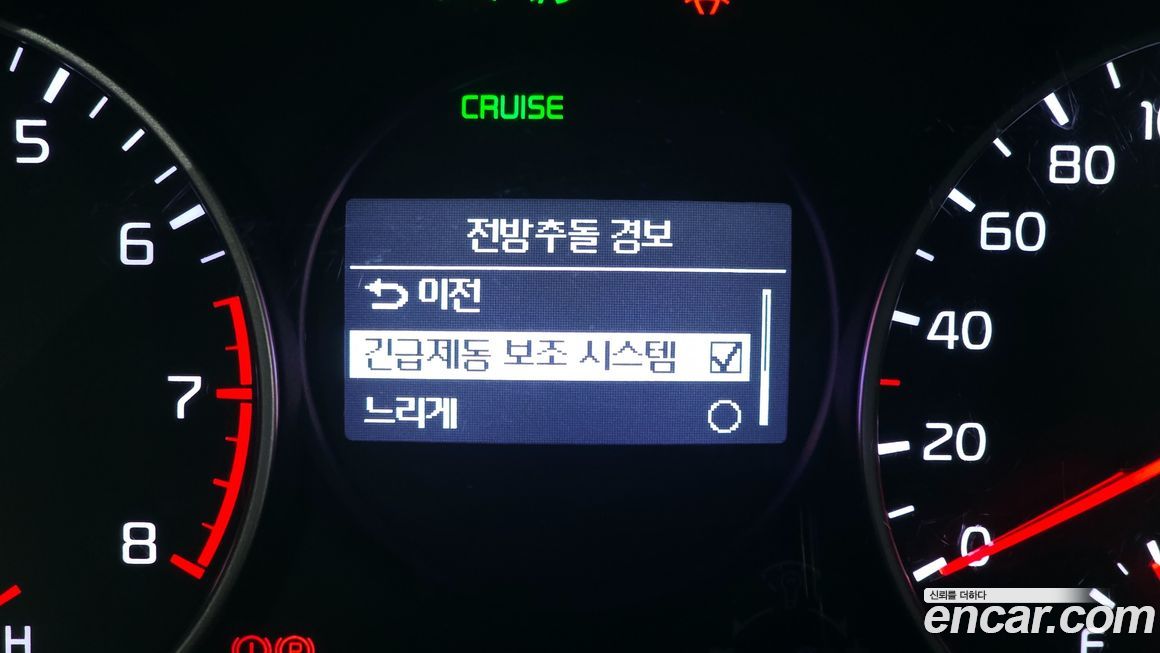 CRUISE
전방추돌 경보
이전
긴급제동 보조 시스템
느리게
5
6
7
8
H
80
60
40
20
0
E
신뢰를 더하다
encar.com